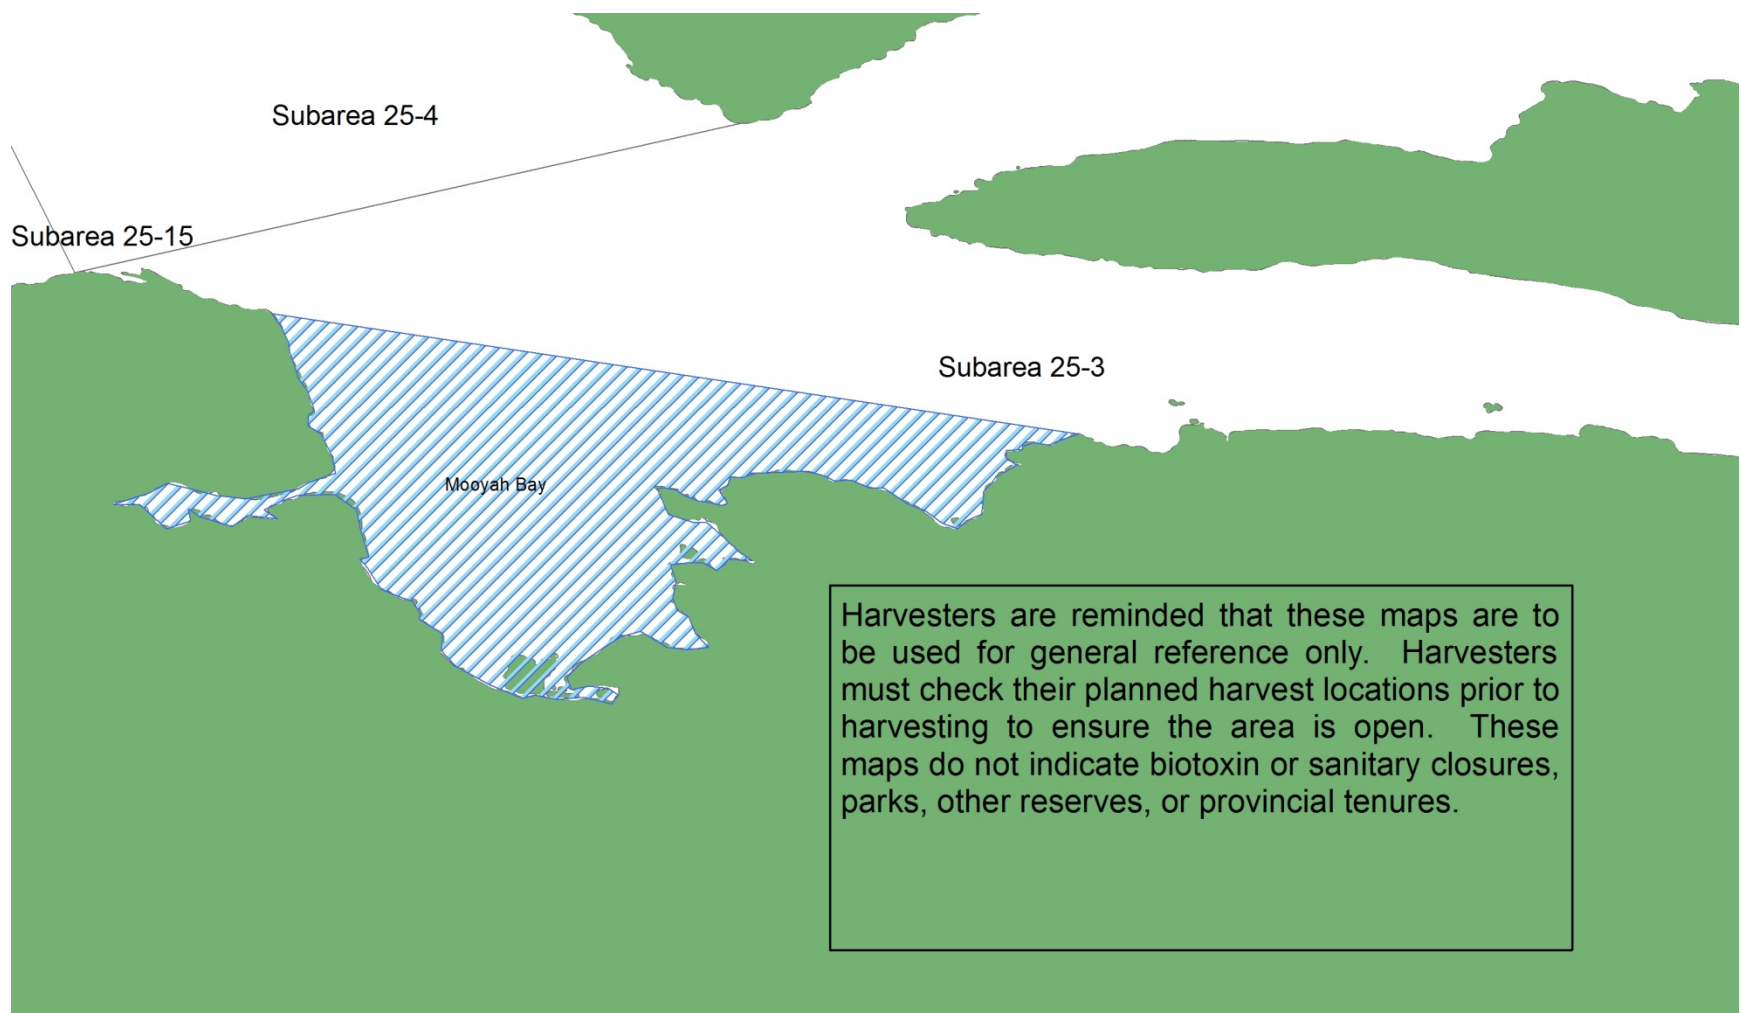 Subarea 25-4
Subarea 25-15
Subarea 25-3
Mooyah Bay
Harvesters are reminded that these maps are to
be used for general reference only. Harvesters
must check their planned harvest locations prior to
harvesting to ensure the area is open. These
maps do not indicate biotoxin or sanitary closures,
parks, other reserves, or provincial tenures.